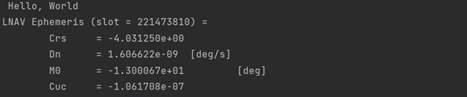 Hello, World
LNAV Ephemeris (slot = 221473810) =
Crs = -4.031250e+00
Dn = 1.606622e-09 [deg/s]
M0 = -1.300067e+01 [deg]
Cuc = -1.061708e-07